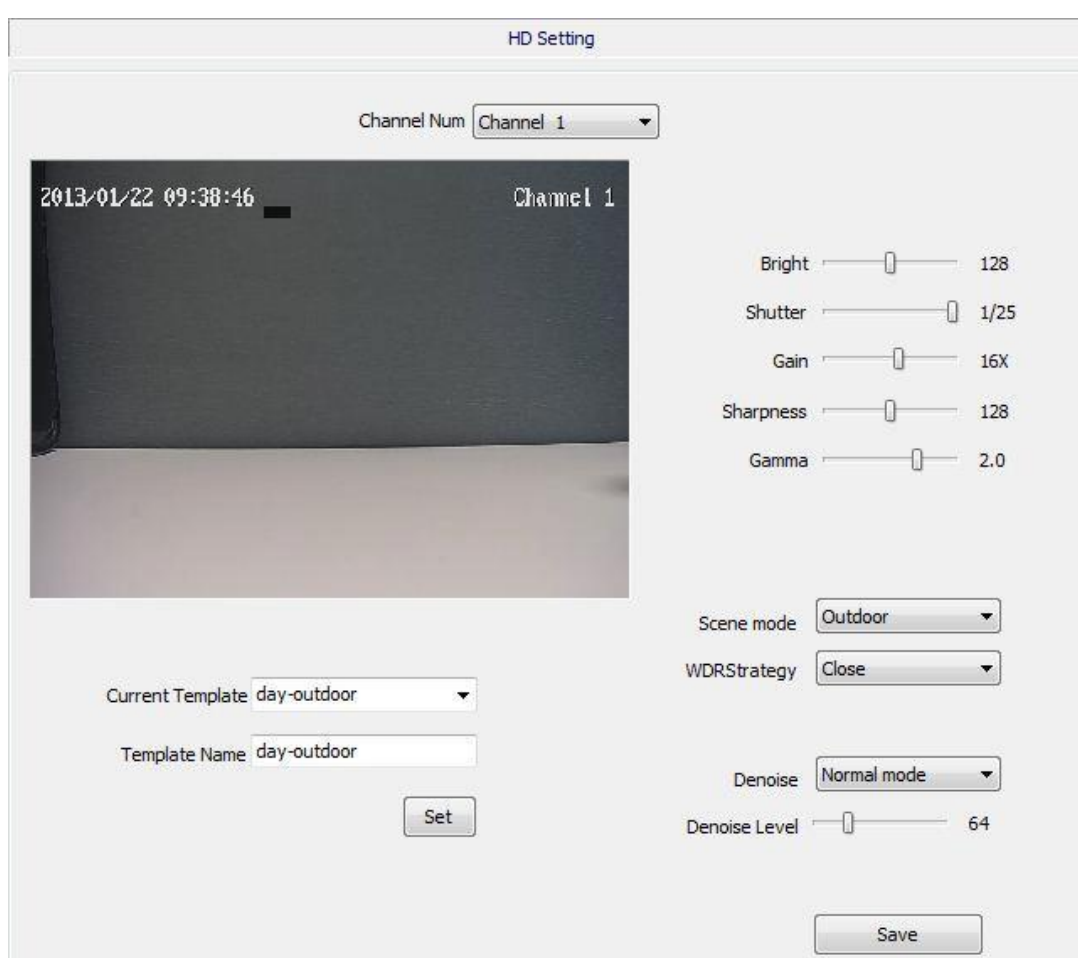 HD Setting
Channel Num Channel 1
2013/01/22 09:38:46 Channel 1
Bright 128
Shutter 1/25
Gain 16X
Sharpness 128
Gamma 2.0
Scene mode Outdoor
WDRStrategy Close
Current Template day-outdoor
Template Name day-outdoor
Set
Denoise Normal mode
Denoise Level 64
Save